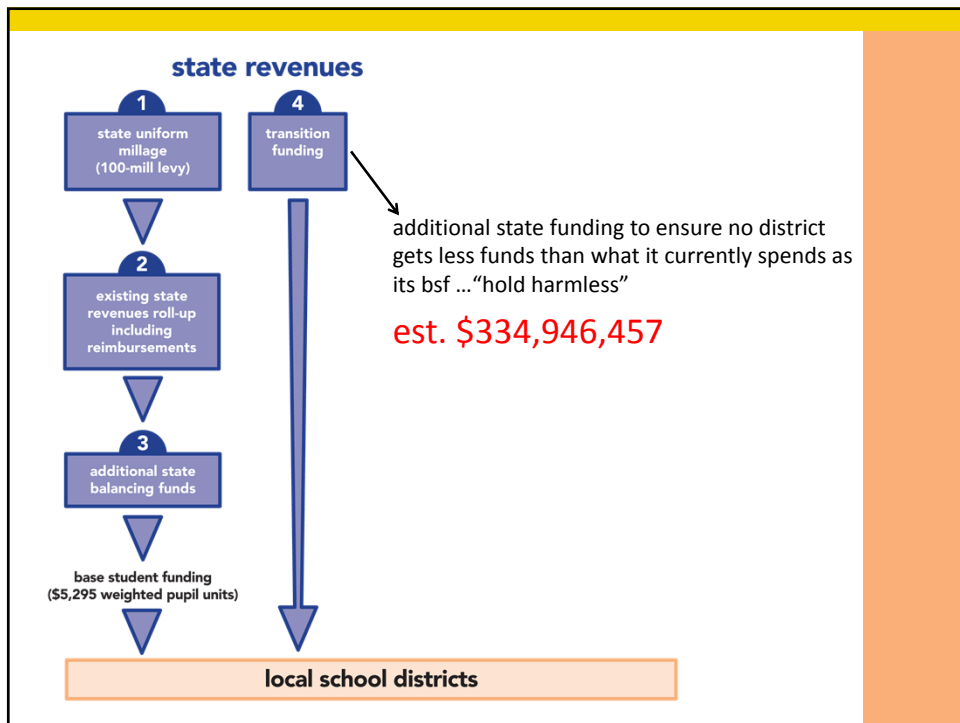 state revenues
1
state uniform
millage
(100-mill levy)
2
existing state
revenues roll-up
including
reimbursements
3
additional state
balancing funds
base student funding
($5,295 weighted pupil units)
4
transition
funding
additional state funding to ensure no district
gets less funds than what it currently spends as
its bsf …“hold harmless”
est. $334,946,457
local school districts